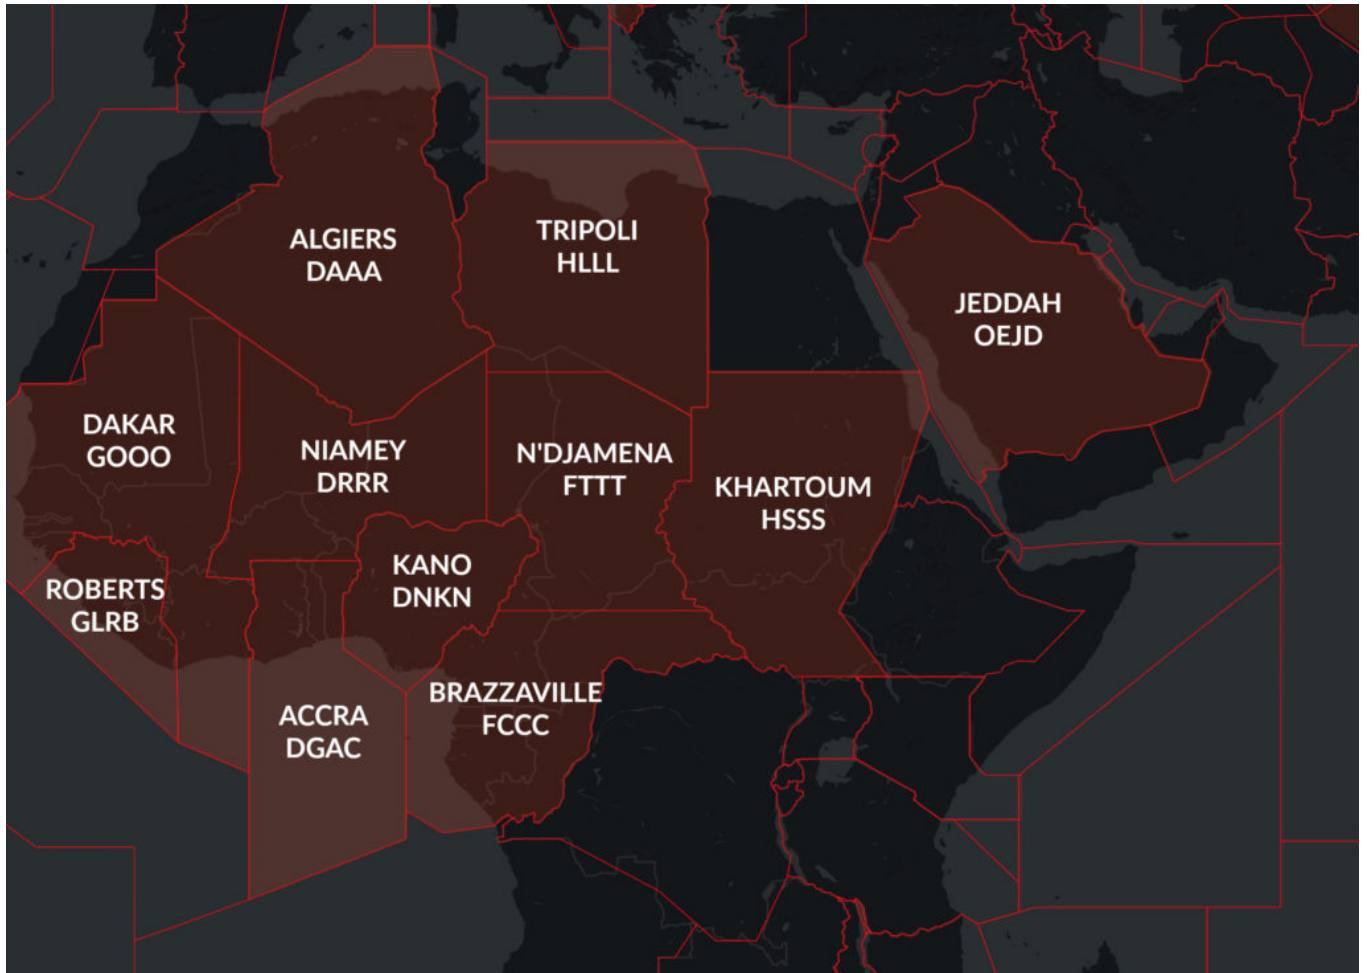 ALGIERS
DAAA
TRIPOLI
HLLL
JEDDAH
OEJD
DAKAR
GOOO
NIAMEY
DRRR
N'DJAMENA
FTTT
KHARTOUM
HSSS
ROBERTS
GLRB
KANO
DNKN
ACCRA
DGAC
BRAZZAVILLE
FCCC